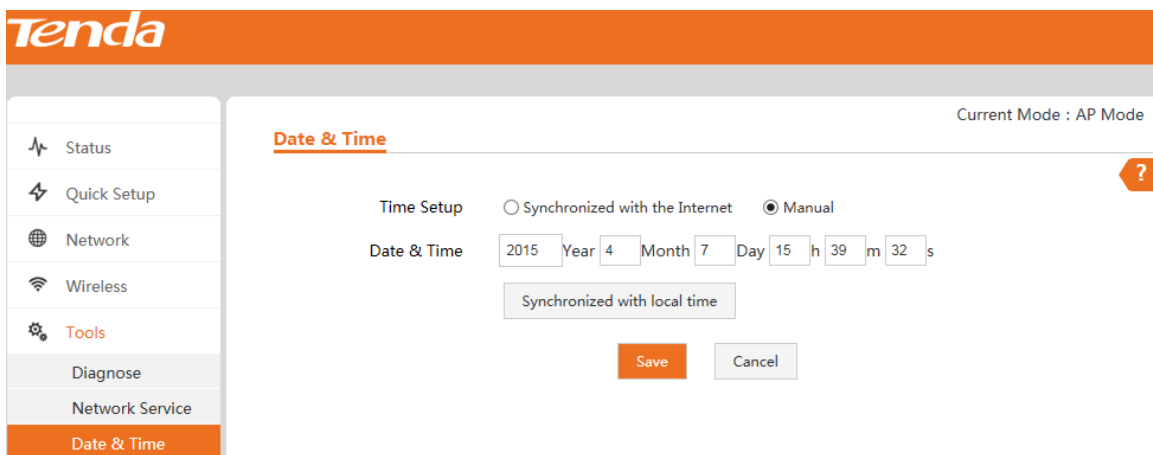 Tenda
Current Mode : AP Mode
Status
Quick Setup
Network
Wireless
Tools
Diagnose
Network Service
Date & Time
Date & Time
?
Time Setup Synchronized with the Internet Manual
Date & Time 2015 Year 4 Month 7 Day 15 h 39 m 32 s
Synchronized with local time
Save Cancel